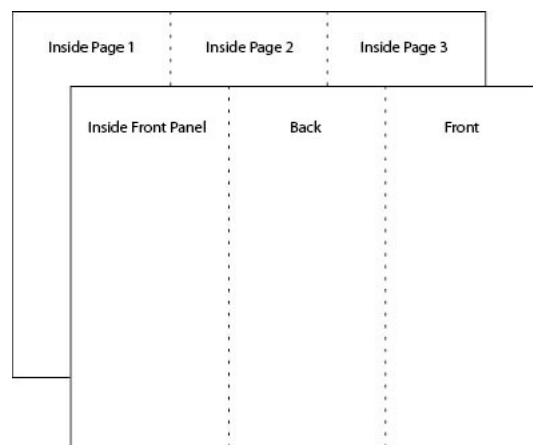 Inside Page 1 Inside Page 2 Inside Page 3
Inside Front Panel Back Front